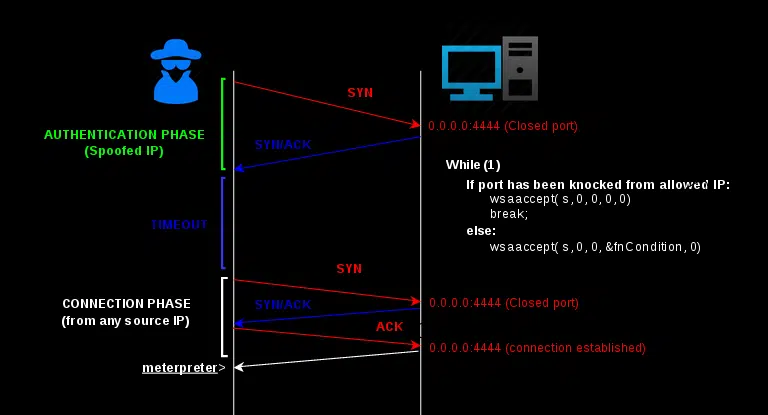 SYN
0.0.0.0:4444 (Closed port)
AUTHENTICATION PHASE
(Spoofed IP)
SYN/ACK
While (1)
If port has been knocked from allowed IP:
wsaaccept( s, 0, 0, 0, 0)
break;
else:
wsaaccept( s, 0, 0, &fnCondition, 0)
TIMEOUT
SYN
CONNECTION PHASE
(from any source IP)
SYN/ACK
0.0.0.0:4444 (Closed port)
ACK
0.0.0.0:4444 (connection established)
meterpreter>